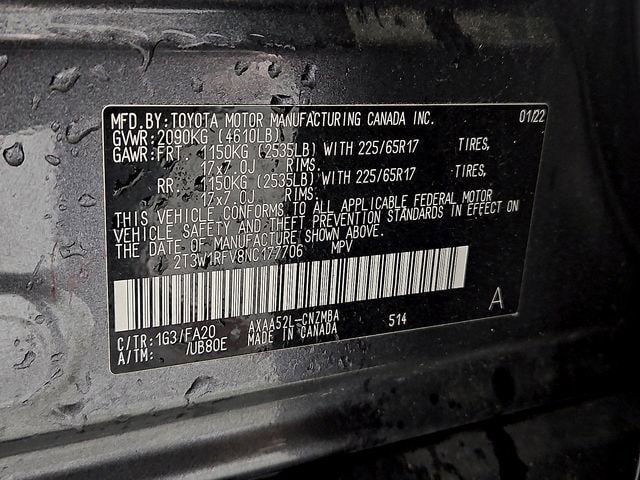 MFD.BY:TOYOTA MOTOR MANUFACTURING CANADA INC. 01/22
GVWR:2090KG (4610LB)
GAWR:FRT. 1150KG (2535LB) WITH 225/65R17 TIRES,
17x7.0J RIMS.
RR. 1150KG (2535LB) WITH 225/65R17 TIRES,
17x7.0J RIMS.
THIS VEHICLE CONFORMS TO ALL APPLICABLE FEDERAL MOTOR
VEHICLE SAFETY AND THEFT PREVENTION STANDARDS IN EFFECT ON
THE DATE OF MANUFACTURE SHOWN ABOVE.
2T3W1RFV8NC177706 MPV
C/TR:1G3/FA20 AXAA52L-CNZMBA 514 A
A/TM: /UB80E MADE IN CANADA